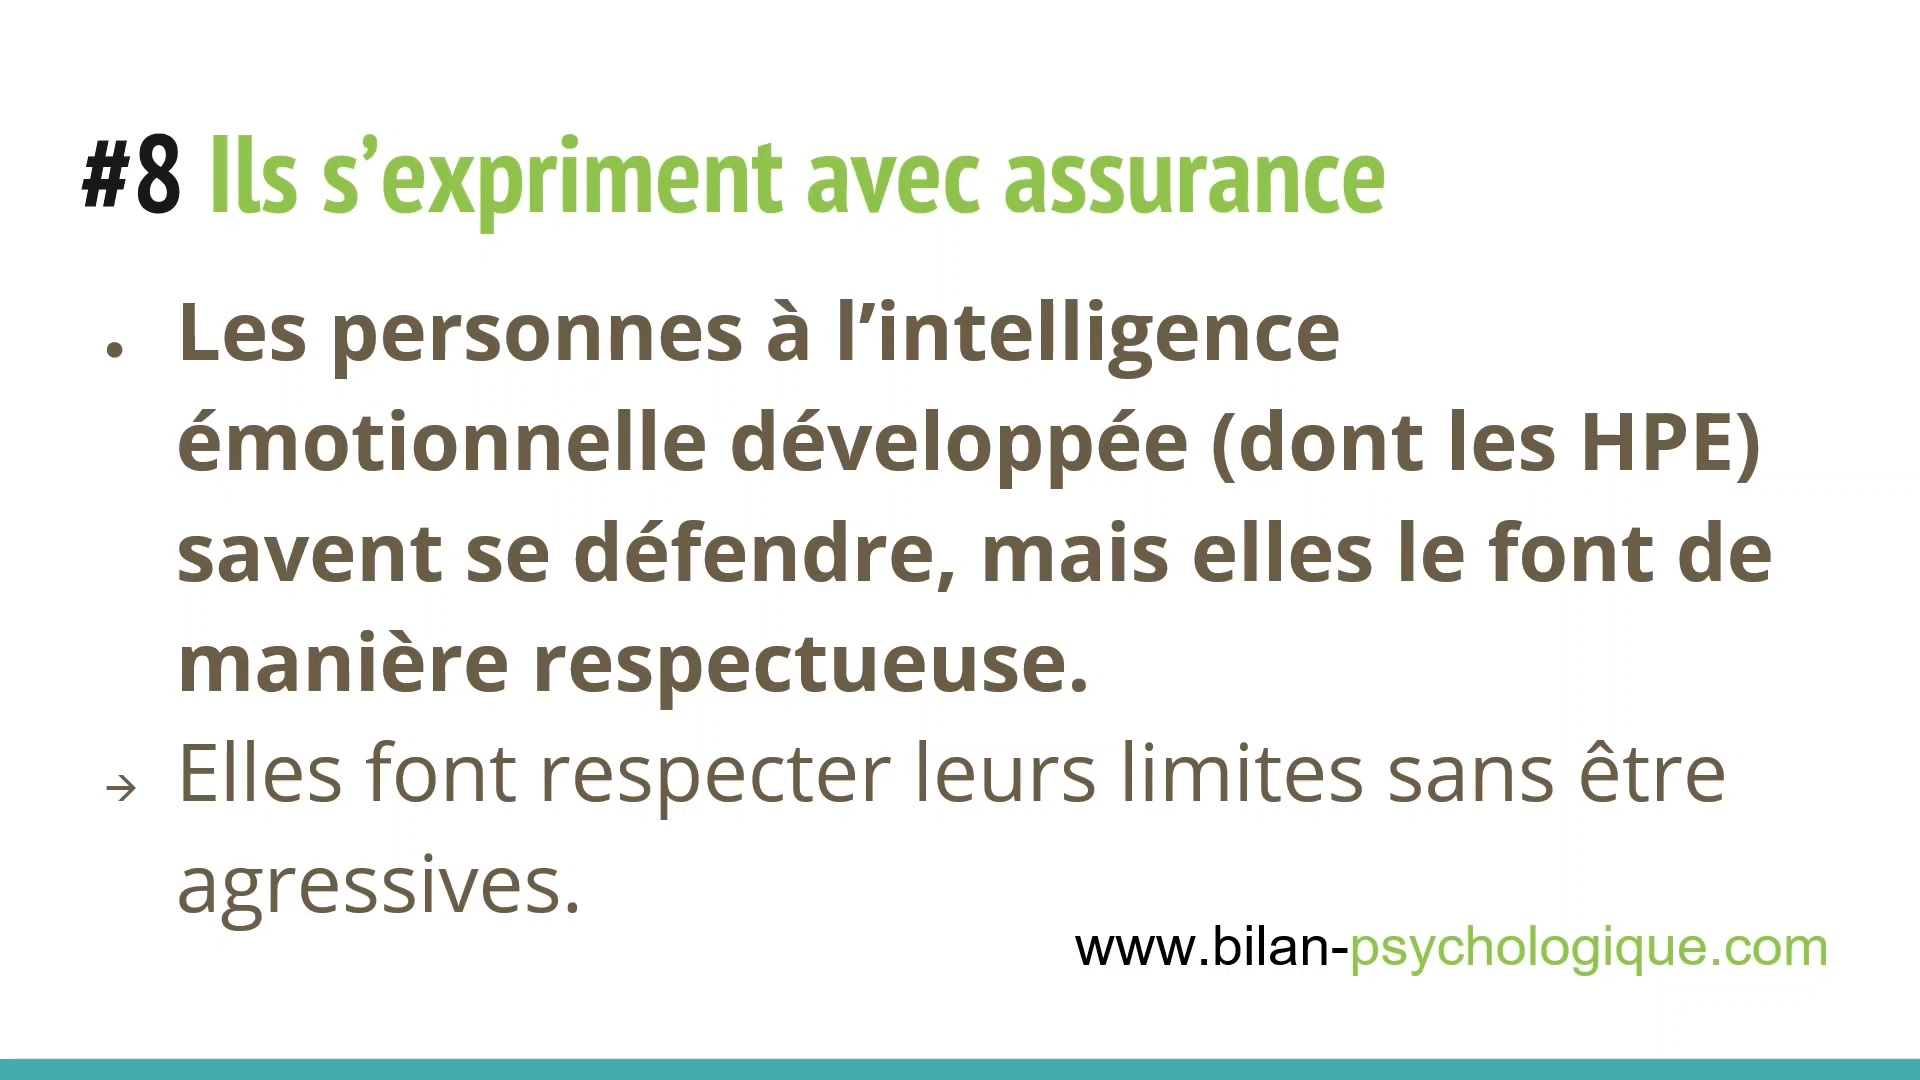 #8 Ils s’expriment avec assurance
• Les personnes à l’intelligence
émotionnelle développée (dont les HPE)
savent se défendre, mais elles le font de
manière respectueuse.
→ Elles font respecter leurs limites sans être
agressives.
www.bilan-psychologique.com